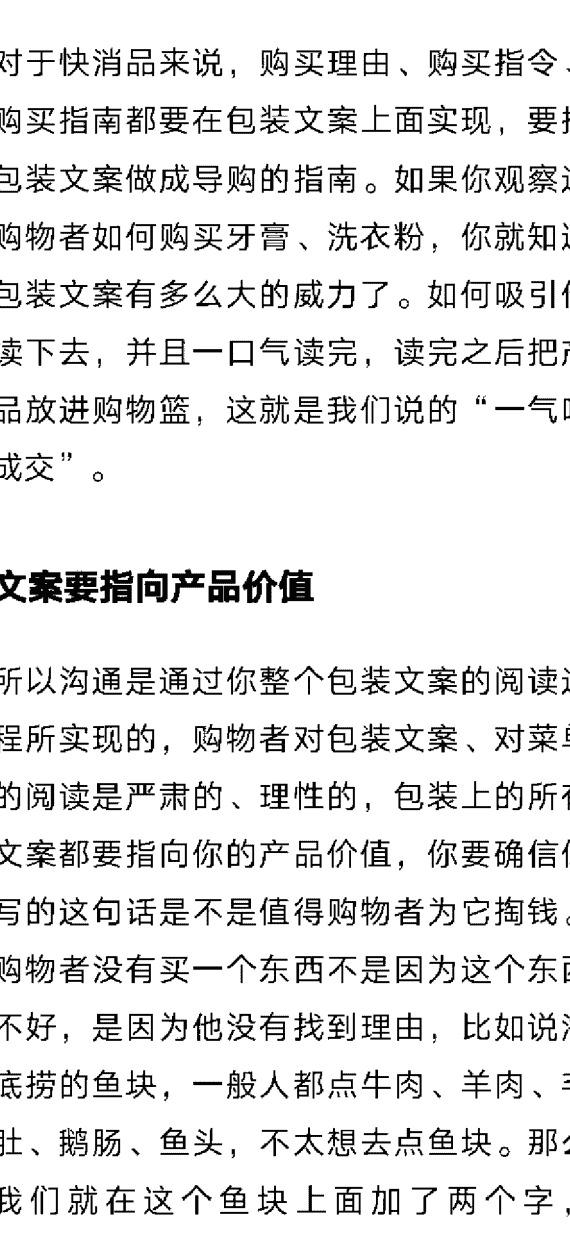 对于快消品来说，购买理由、购买指令、
购买指南都要在包装文案上面实现，要
包装文案做成导购的指南。如果你观察
购物者如何购买牙膏、洗衣粉，你就知
包装文案有多么大的威力了。如何吸引
读下去，并且一口气读完，读完之后把
品放进购物篮，这就是我们说的“一气
成交”。
文案要指向产品价值
所以沟通是通过你整个包装文案的阅读
程所实现的，购物者对包装文案、对菜
的阅读是严肃的、理性的，包装上的所
文案都要指向你的产品价值，你要确信
写的这句话是不是值得购物者为它掏钱。
购物者没有买一个东西不是因为这个东
不好，是因为他没有找到理由，比如说
底捞的鱼块，一般人都点牛肉、羊肉、
肚、鹅肠、鱼头，不太想去点鱼块。那
我们就在这个鱼块上面加了两个字，